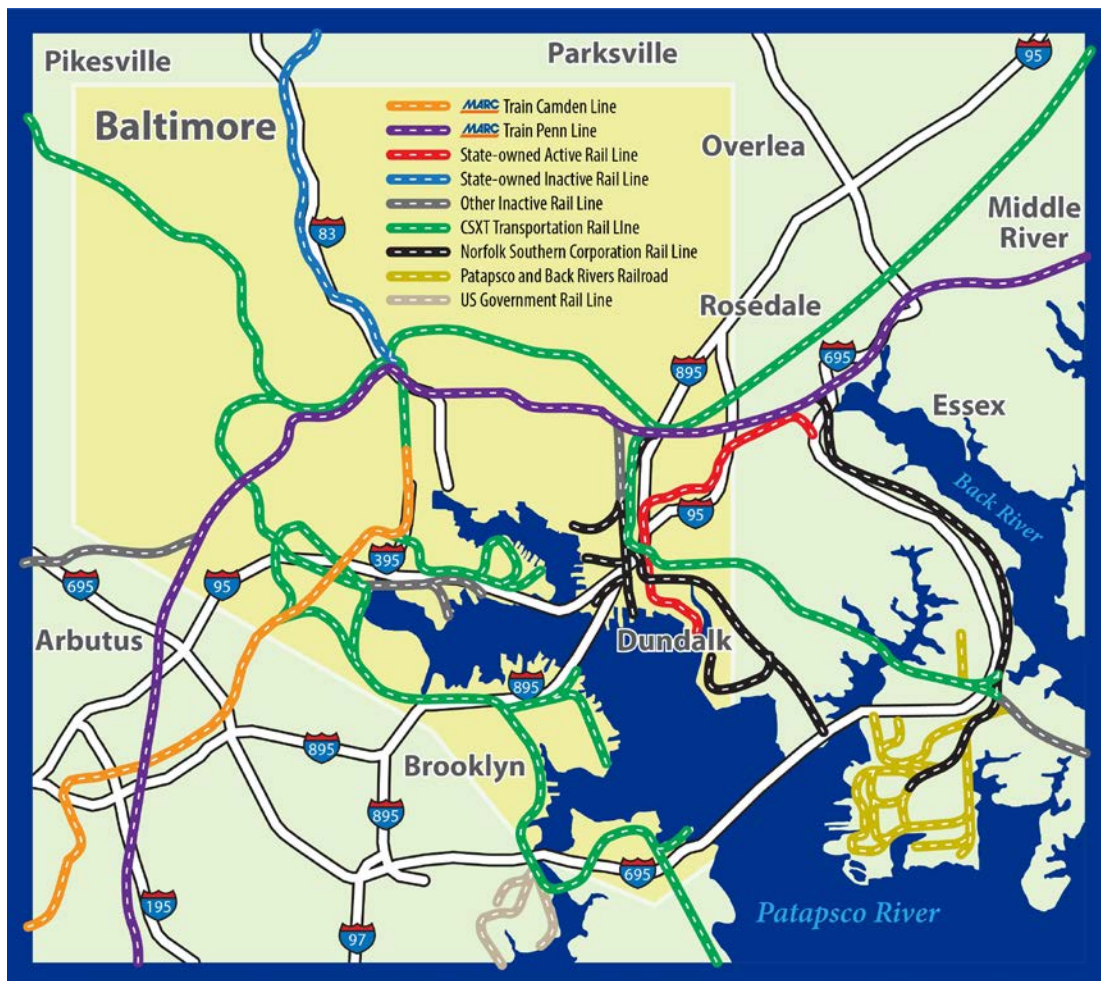 Pikesville
Parksville
95
Baltimore
MARC Train Camden Line
MARC Train Penn Line
State-owned Active Rail Line
State-owned Inactive Rail Line
Other Inactive Rail Line
CSXT Transportation Rail LIne
Norfolk Southern Corporation Rail Line
Patapsco and Back Rivers Railroad
US Government Rail Line
Overlea
83
Middle
River
Rosedale
695
895
Essex
Back River
95
395
695
95
Arbutus
Dundalk
895
895
Brooklyn
895
695
195
97
Patapsco River